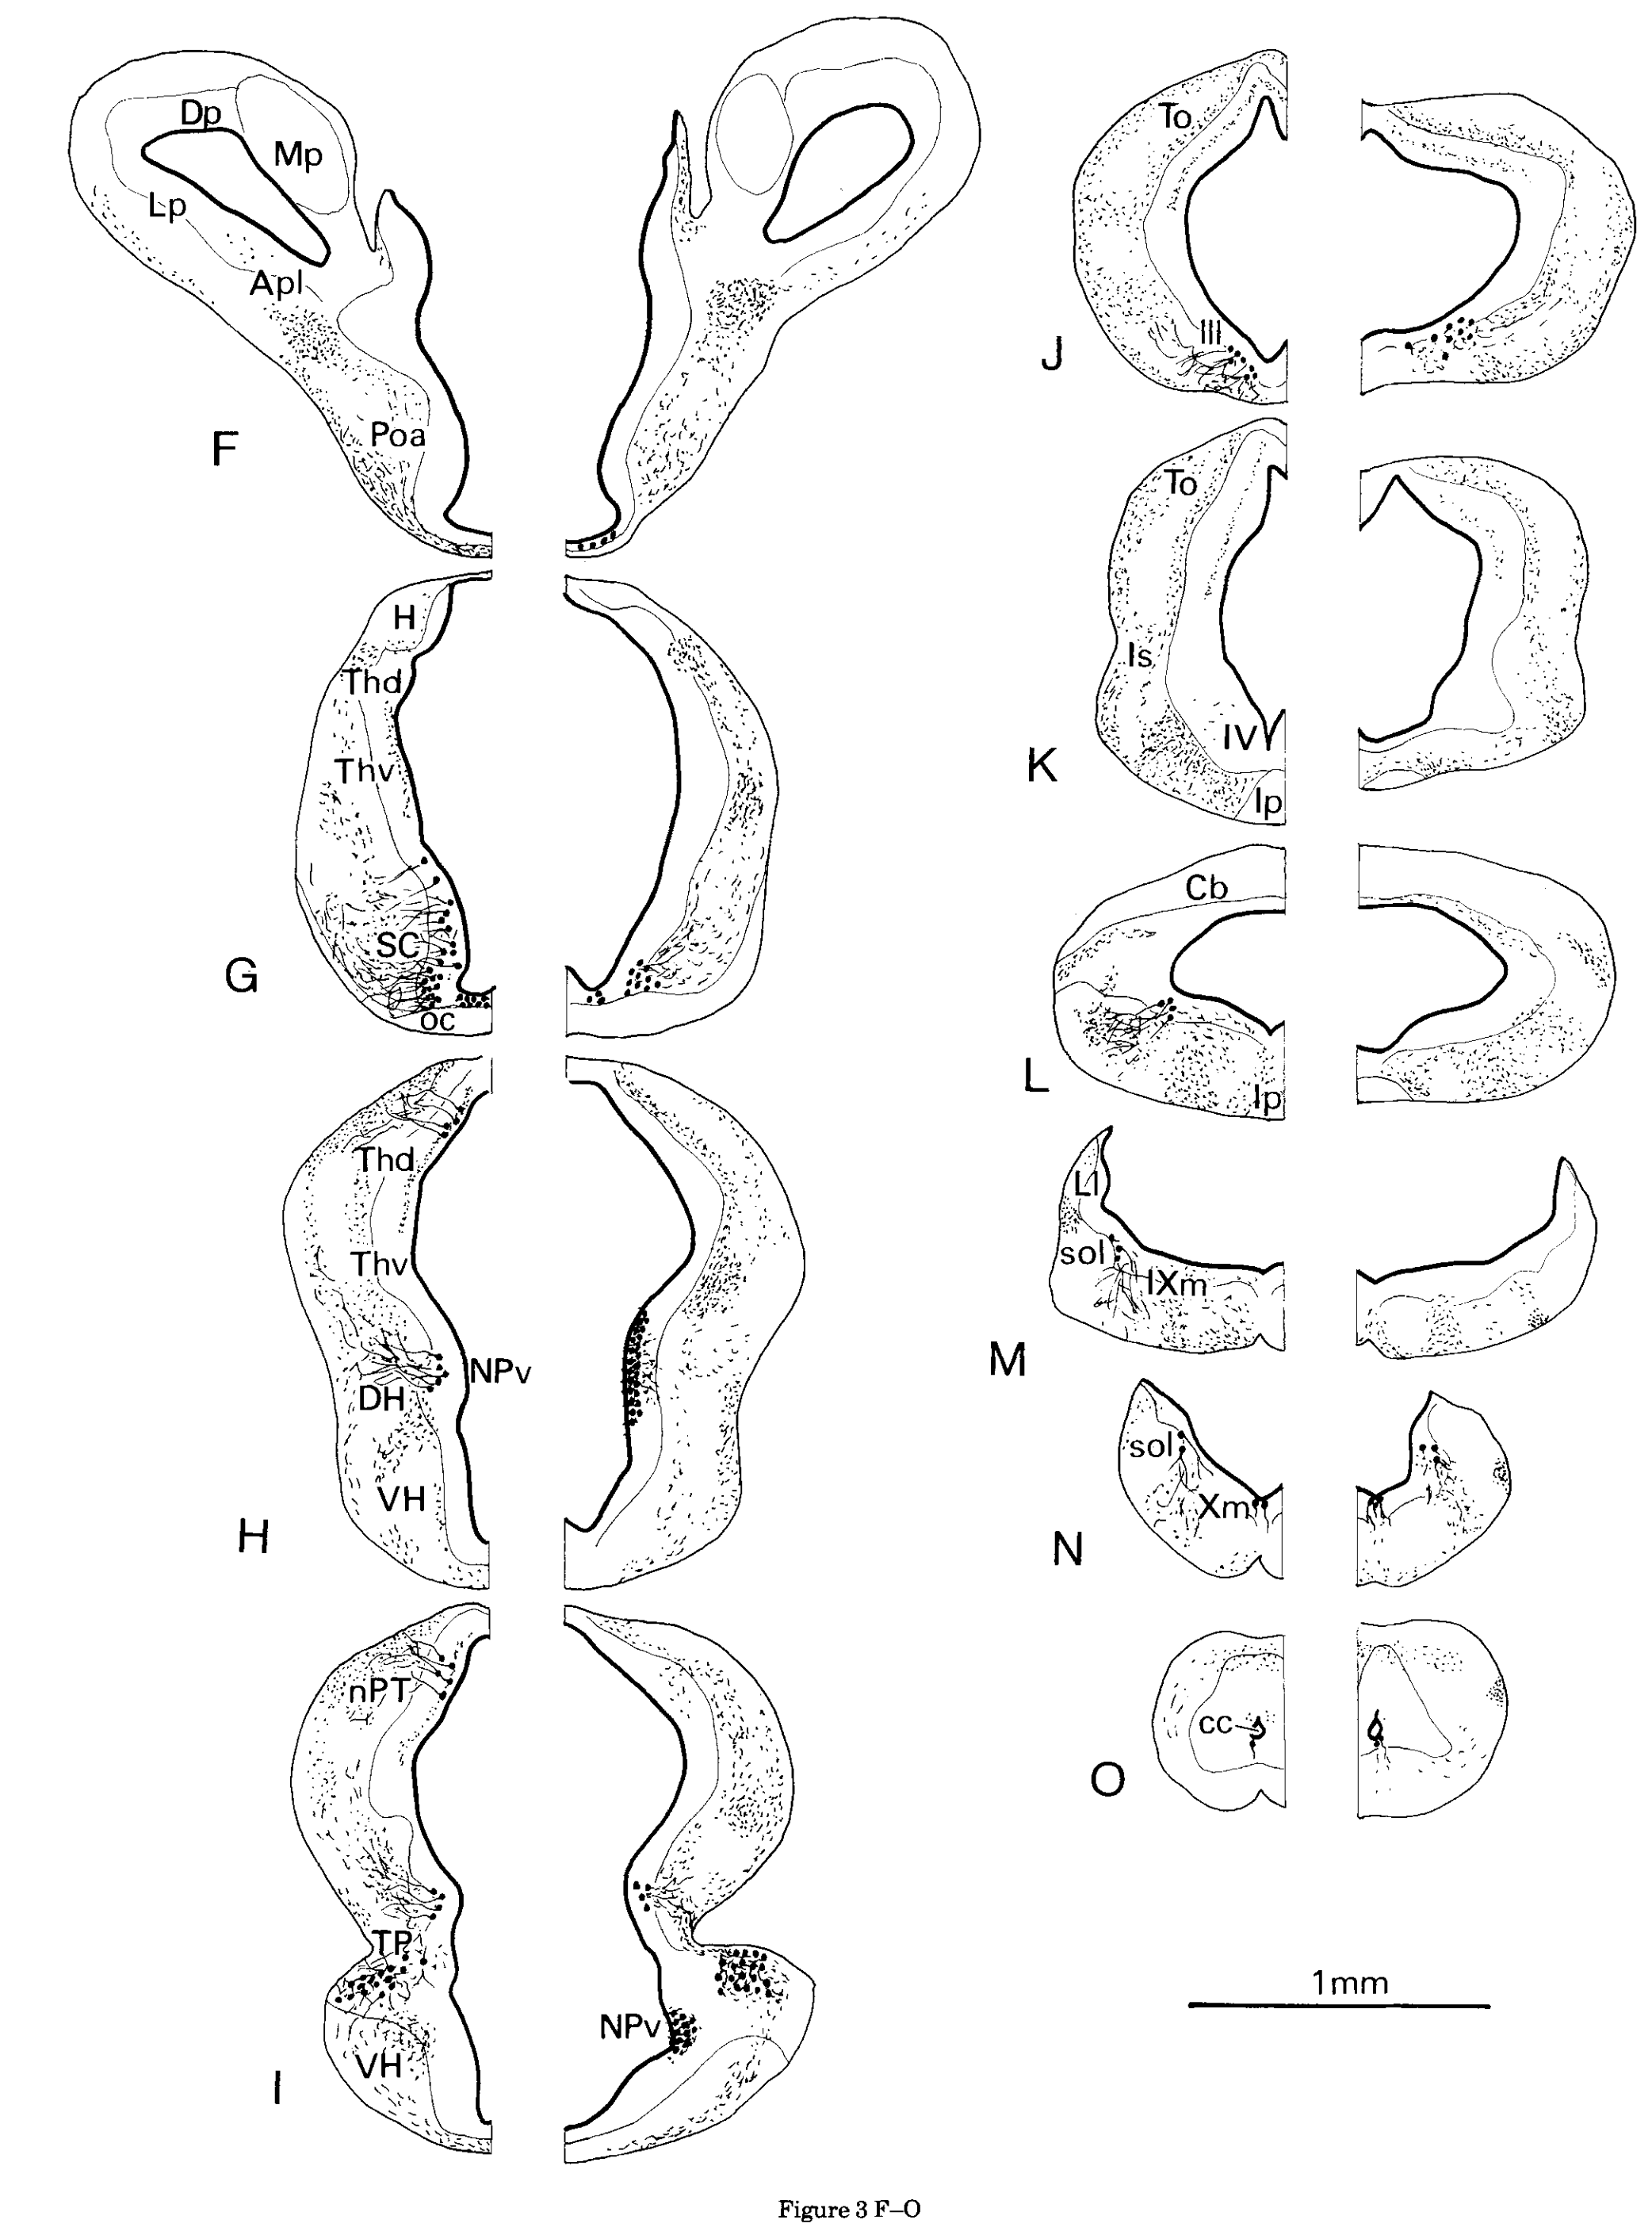 Dp
Mp
Lp
Apl
Poa
F
H
Thd
Thv
SC
oc
G
Thd
Thv
NPv
DH
VH
H
nPT
TP
NPv
VH
I
To
III
J
To
Is
IV
Ip
K
Cb
Ip
L
Ll
sol
IXm
M
sol
Xm
N
cc
O
1mm
Figure 3 F–O